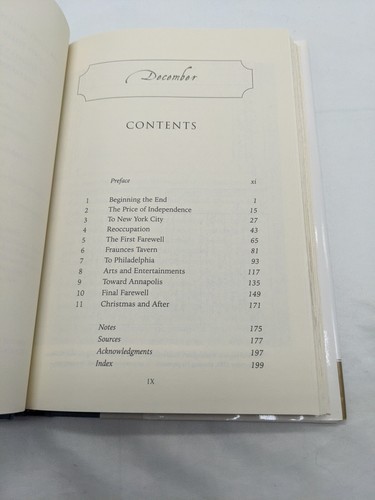 December
CONTENTS
Preface xi
1 Beginning the End 1
2 The Price of Independence 15
3 To New York City 27
4 Reoccupation 43
5 The First Farewell 65
6 Fraunces Tavern 81
7 To Philadelphia 93
8 Arts and Entertainments 117
9 Toward Annapolis 135
10 Final Farewell 149
11 Christmas and After 171
Notes 175
Sources 177
Acknowledgments 197
Index 199
IX